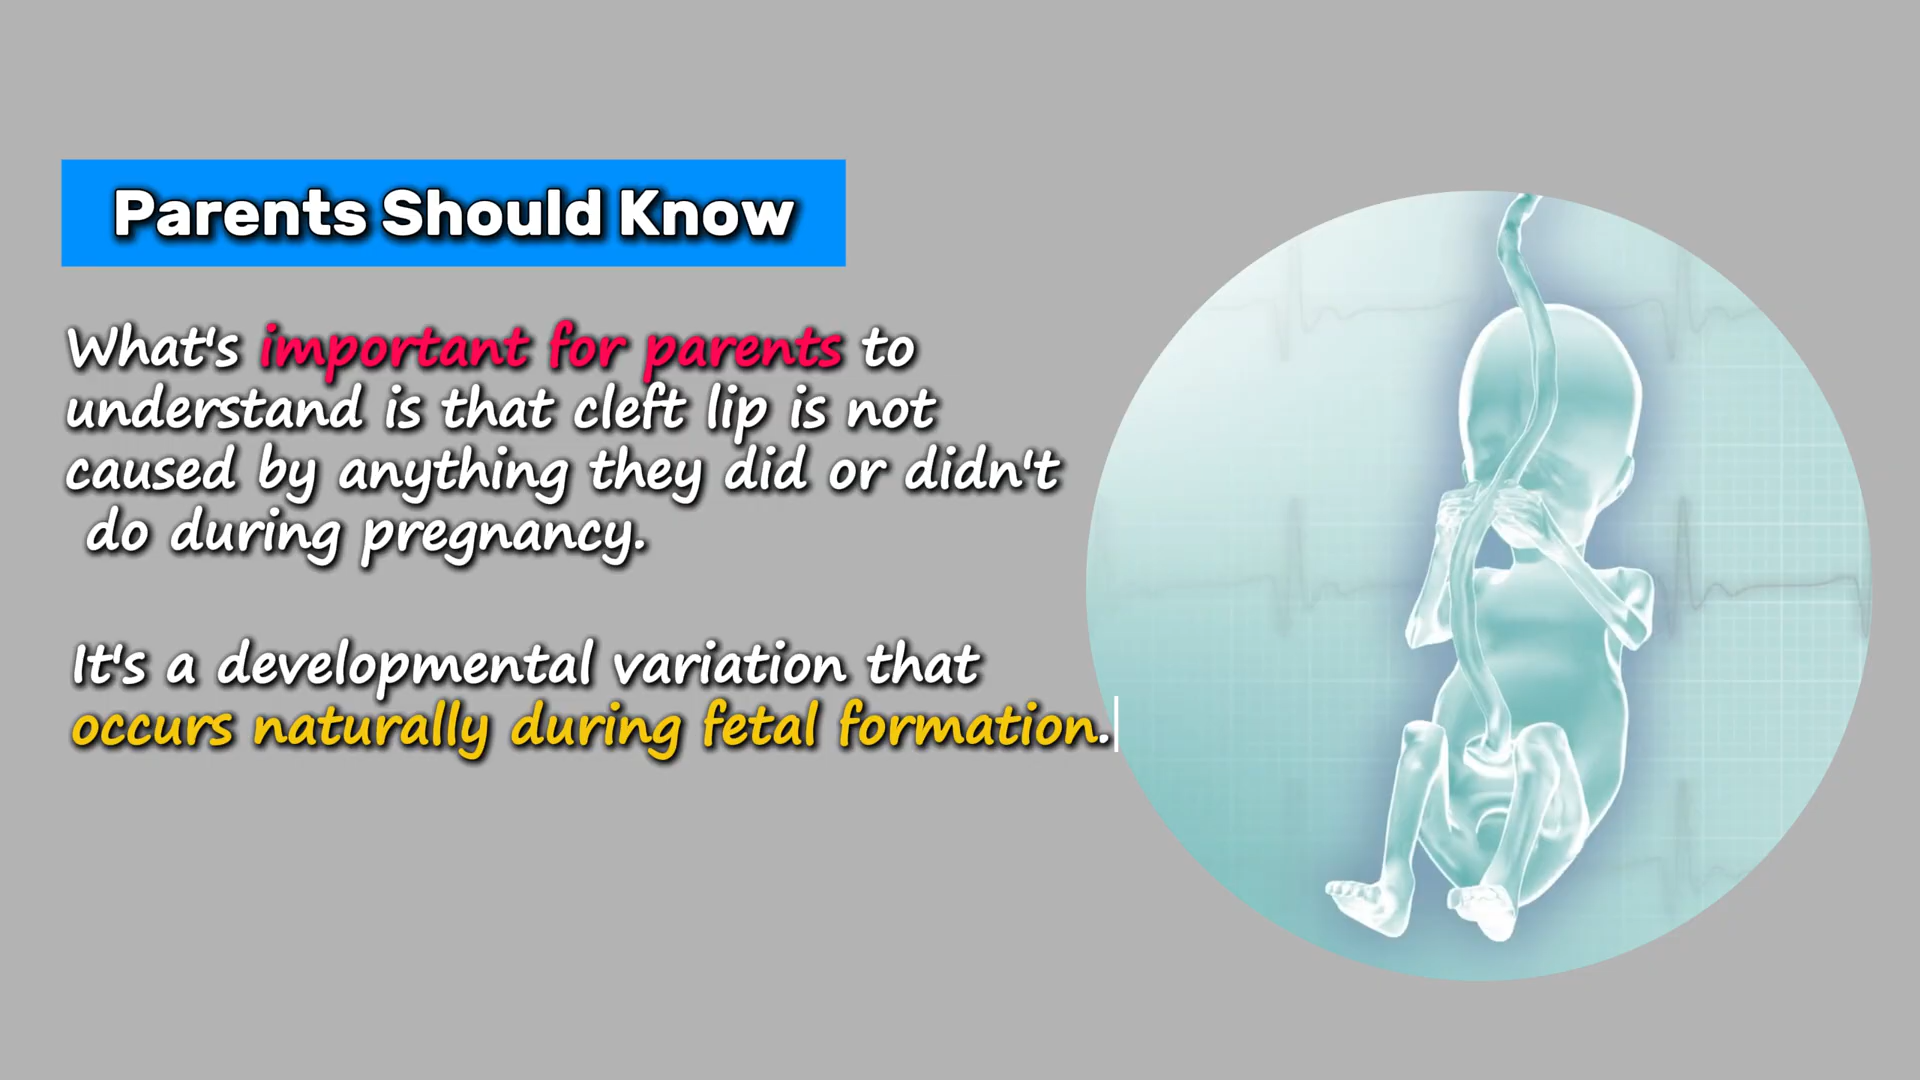 Parents Should Know
What's important for parents to
understand is that cleft lip is not
caused by anything they did or didn't
do during pregnancy.
It's a developmental variation that
occurs naturally during fetal formation.